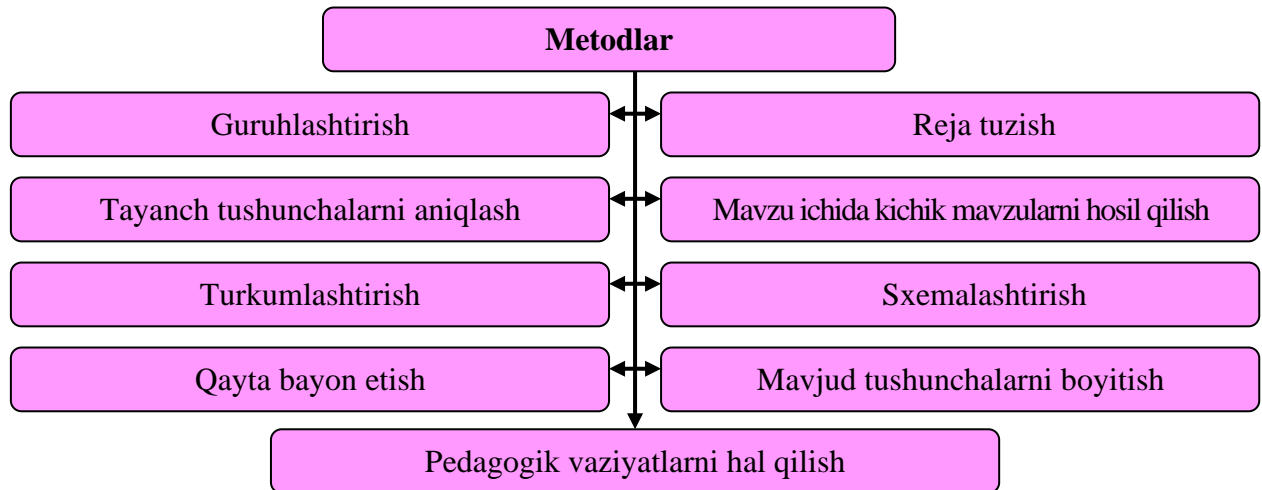 Metodlar
Guruhlashtirish
Reja tuzish
Tayanch tushunchalarni aniqlash
Mavzu ichida kichik mavzularni hosil qilish
Turkumlashtirish
Sxemalashtirish
Qayta bayon etish
Mavjud tushunchalarni boyitish
Pedagogik vaziyatlarni hal qilish